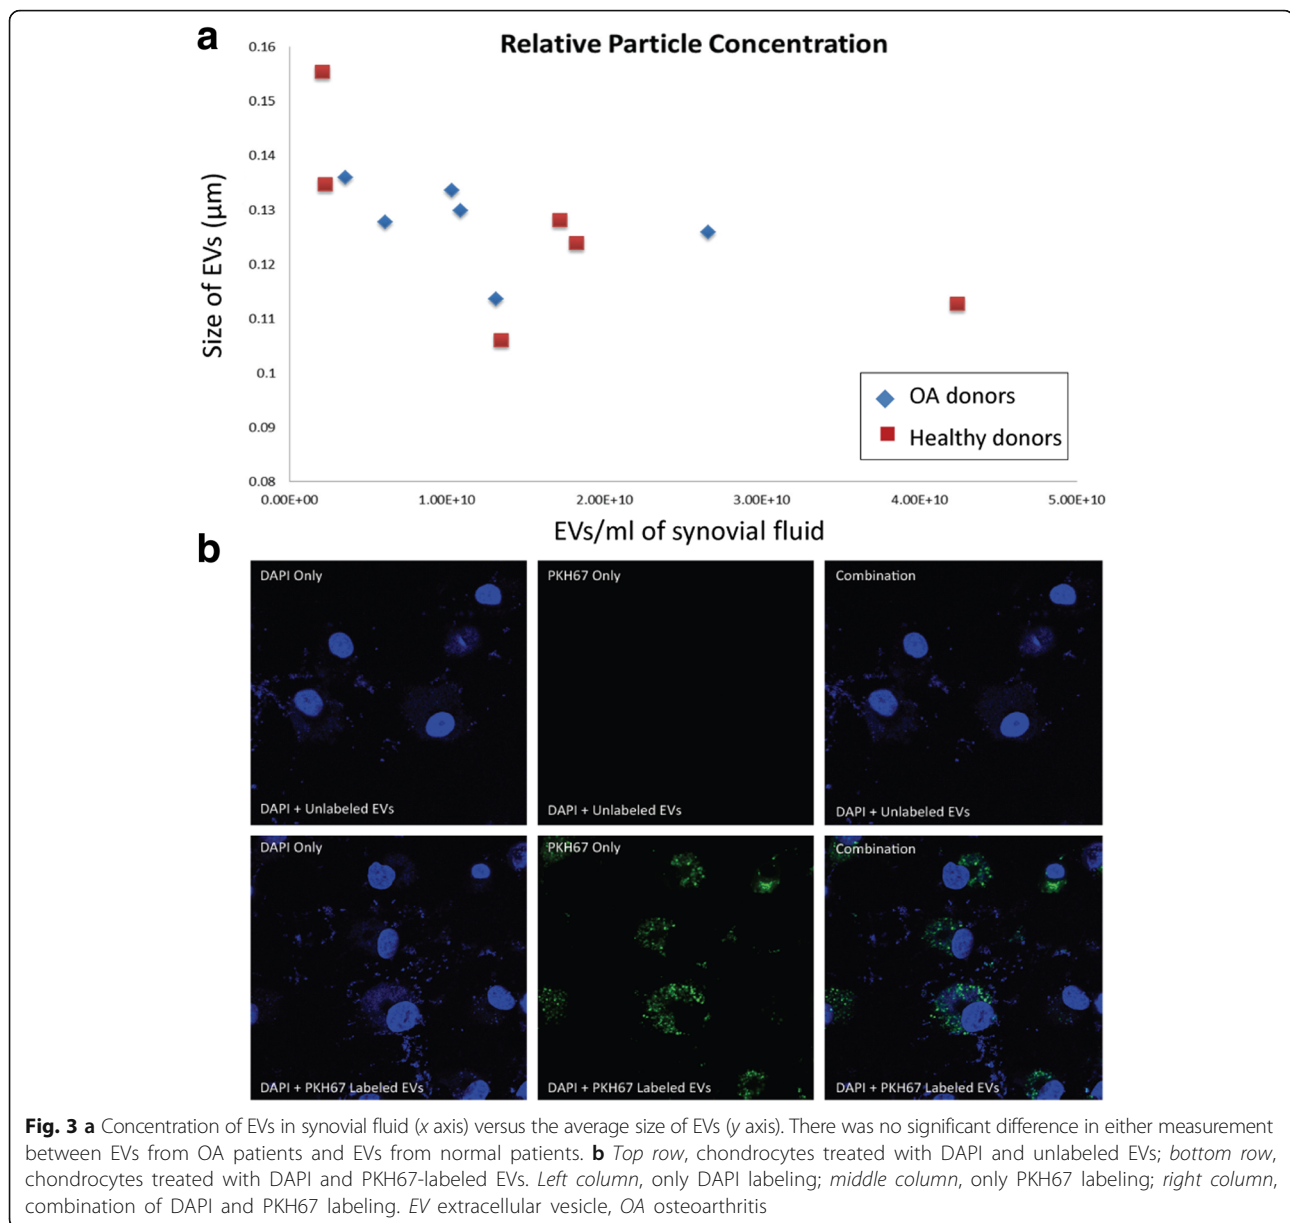 a
Relative Particle Concentration
0.16
0.15
0.14
0.13
0.12
0.11
0.1
0.09
0.08
Size of EVs (µm)
OA donors
Healthy donors
0.00E+00 1.00E+10 2.00E+10 3.00E+10 4.00E+10 5.00E+10
EVs/ml of synovial fluid
b
DAPI Only PKH67 Only Combination
DAPI + Unlabeled EVs DAPI + Unlabeled EVs DAPI + Unlabeled EVs
DAPI Only PKH67 Only Combination
DAPI + PKH67 Labeled EVs DAPI + PKH67 Labeled EVs DAPI + PKH67 Labeled EVs
Fig. 3 a Concentration of EVs in synovial fluid (x axis) versus the average size of EVs (y axis). There was no significant difference in either measurement
between EVs from OA patients and EVs from normal patients. b Top row, chondrocytes treated with DAPI and unlabeled EVs; bottom row,
chondrocytes treated with DAPI and PKH67-labeled EVs. Left column, only DAPI labeling; middle column, only PKH67 labeling; right column,
combination of DAPI and PKH67 labeling. EV extracellular vesicle, OA osteoarthritis